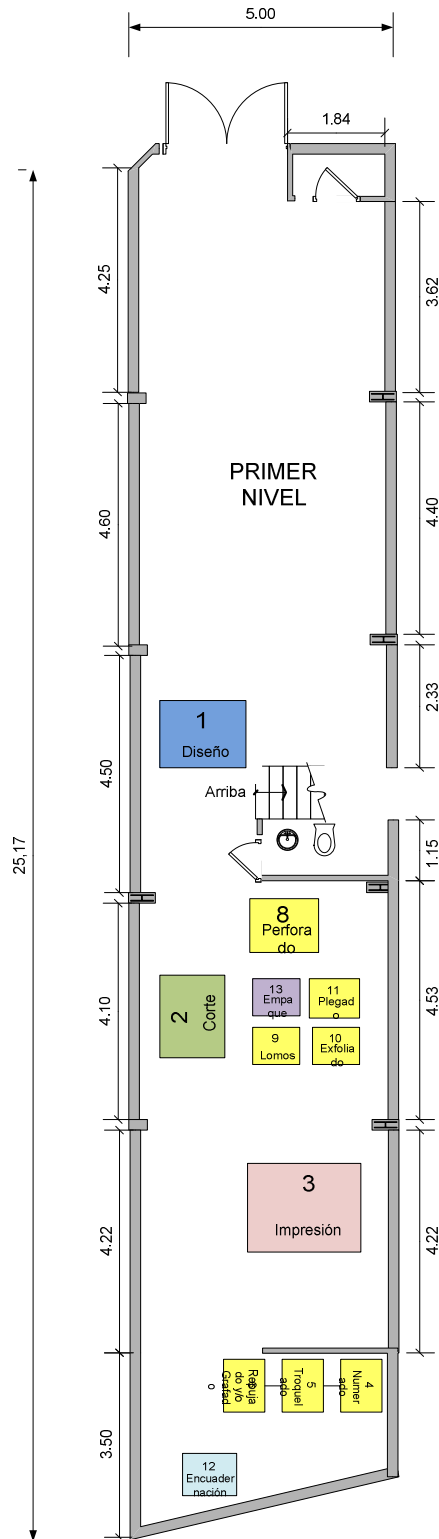 5.00
1.84
4.25
3.62
PRIMER
NIVEL
4.60
4.40
2.33
1
Diseño
4.50
Arriba
25,17
1.15
8
Perfora
do
4.10
2
Corte
13
Empa
que
11
Plegad
o
4.53
9
Lomos
10
Exfolia
do
3
Impresión
4.22
4.22
Repuja
do y/o
Grafad
o
5
Troquel
ado
4
Numer
ado
3.50
12
Encuader
nación